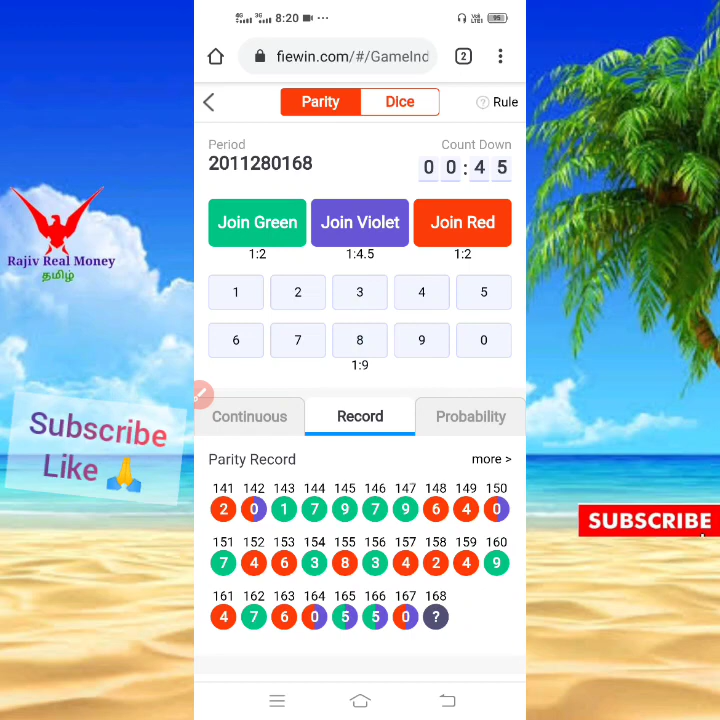 4G 3G 8:20 ...
VoI LTE1 95
fiewin.com/#/GameInd
2
Parity Dice ? Rule
Period Count Down
2011280168 0 0 : 4 5
Join Green Join Violet Join Red
1:2 1:4.5 1:2
1 2 3 4 5
6 7 8 9 0
1:9
Continuous Record Probability
Parity Record more >
141 142 143 144 145 146 147 148 149 150
2 0 1 7 9 7 9 6 4 0
151 152 153 154 155 156 157 158 159 160
7 4 6 3 8 3 4 2 4 9
161 162 163 164 165 166 167 168
4 7 6 0 5 5 0 ?
Rajiv Real Money
தமிழ்
Subscribe
Like
SUBSCRIBE